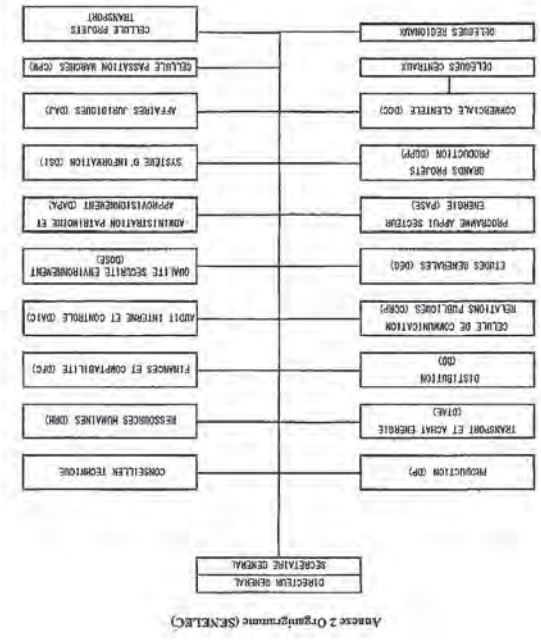 Annexe 2 Organigramme (SENELEC)
DIRECTEUR GENERAL
SECRETAIRE GENERAL
PRODUCTION (DP)
CONSEILLER TECHNIQUE
TRANSPORT ET ACHAT ENERGIE
(DTAE)
RESSOURCES HUMAINES (DRH)
DISTRIBUTION
(DD)
FINANCES ET COMPTABILITE (DFC)
CELULE DE COMMUNICATION
RELATIONS PUBLIQUES (CCRP)
AUDIT INTERNE ET CONTROLE (DAIC)
ETUDES GENERALES (DEG)
QUALITE SECURITE ENVIRONNEMENT
(DQSE)
PROGRAMME APPUI SECTEUR
ENERGIE (PASE)
ADMINISTRATION PATRIMOINE ET
APPROVISIONNEMENT (DAPA)
GRANDS PROJETS
PRODUCTION (DGPP)
SYSTEME D'INFORMATION (DSI)
COMMERCIALE CLENTELE (DCC)
AFFAIRES JURIDIQUES (DAJ)
DELEGUES CENTRAUX
CELLULE PASSATION MARCHES (CPM)
DELEGUES REGIONAUX
CELLULE PROJETS
TRANSPORT